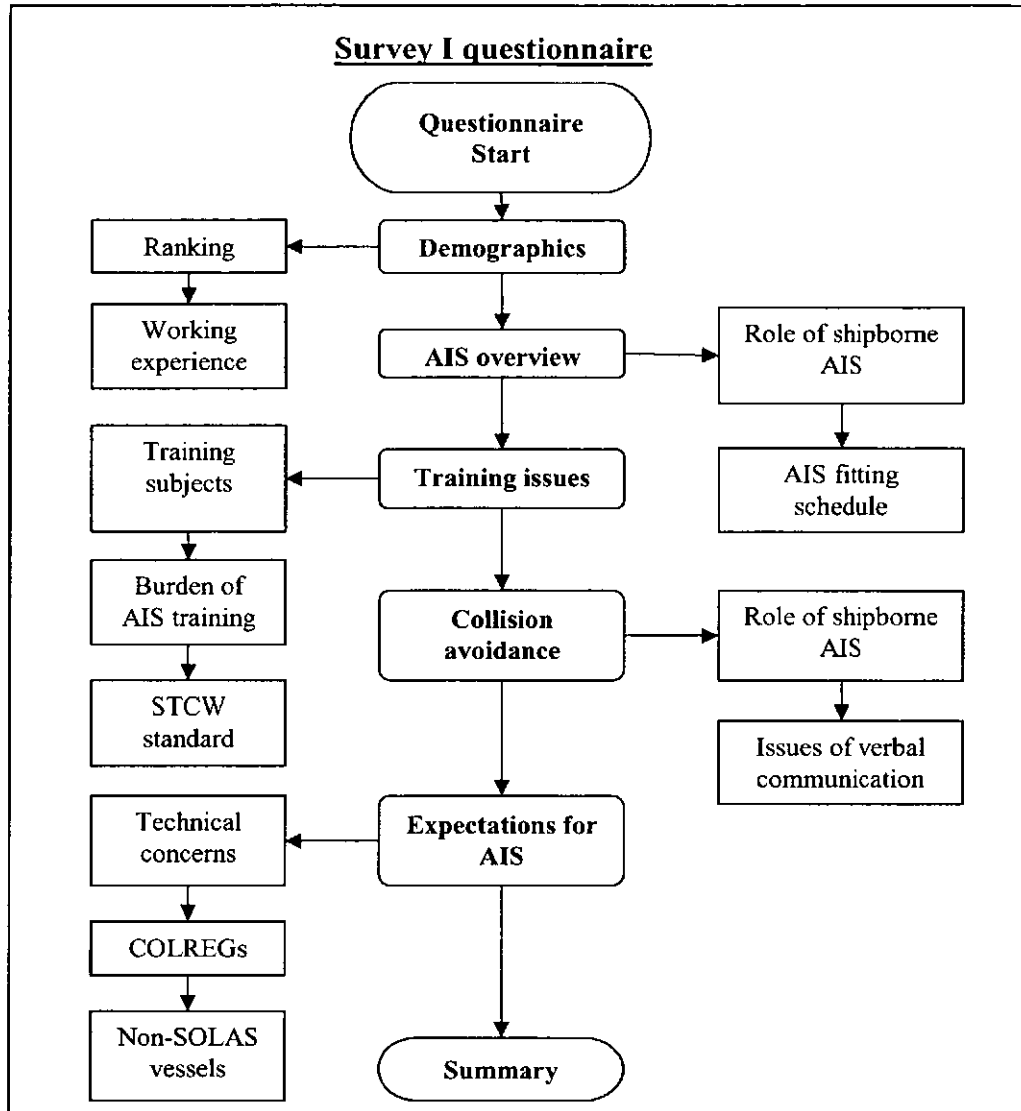 Survey I questionnaire
Questionnaire
Start
Demographics
Ranking
Working
experience
AIS overview
Role of shipborne
AIS
AIS fitting
schedule
Training issues
Training
subjects
Burden of
AIS training
STCW
standard
Collision
avoidance
Role of shipborne
AIS
Issues of verbal
communication
Expectations for
AIS
Technical
concerns
COLREGs
Non-SOLAS
vessels
Summary